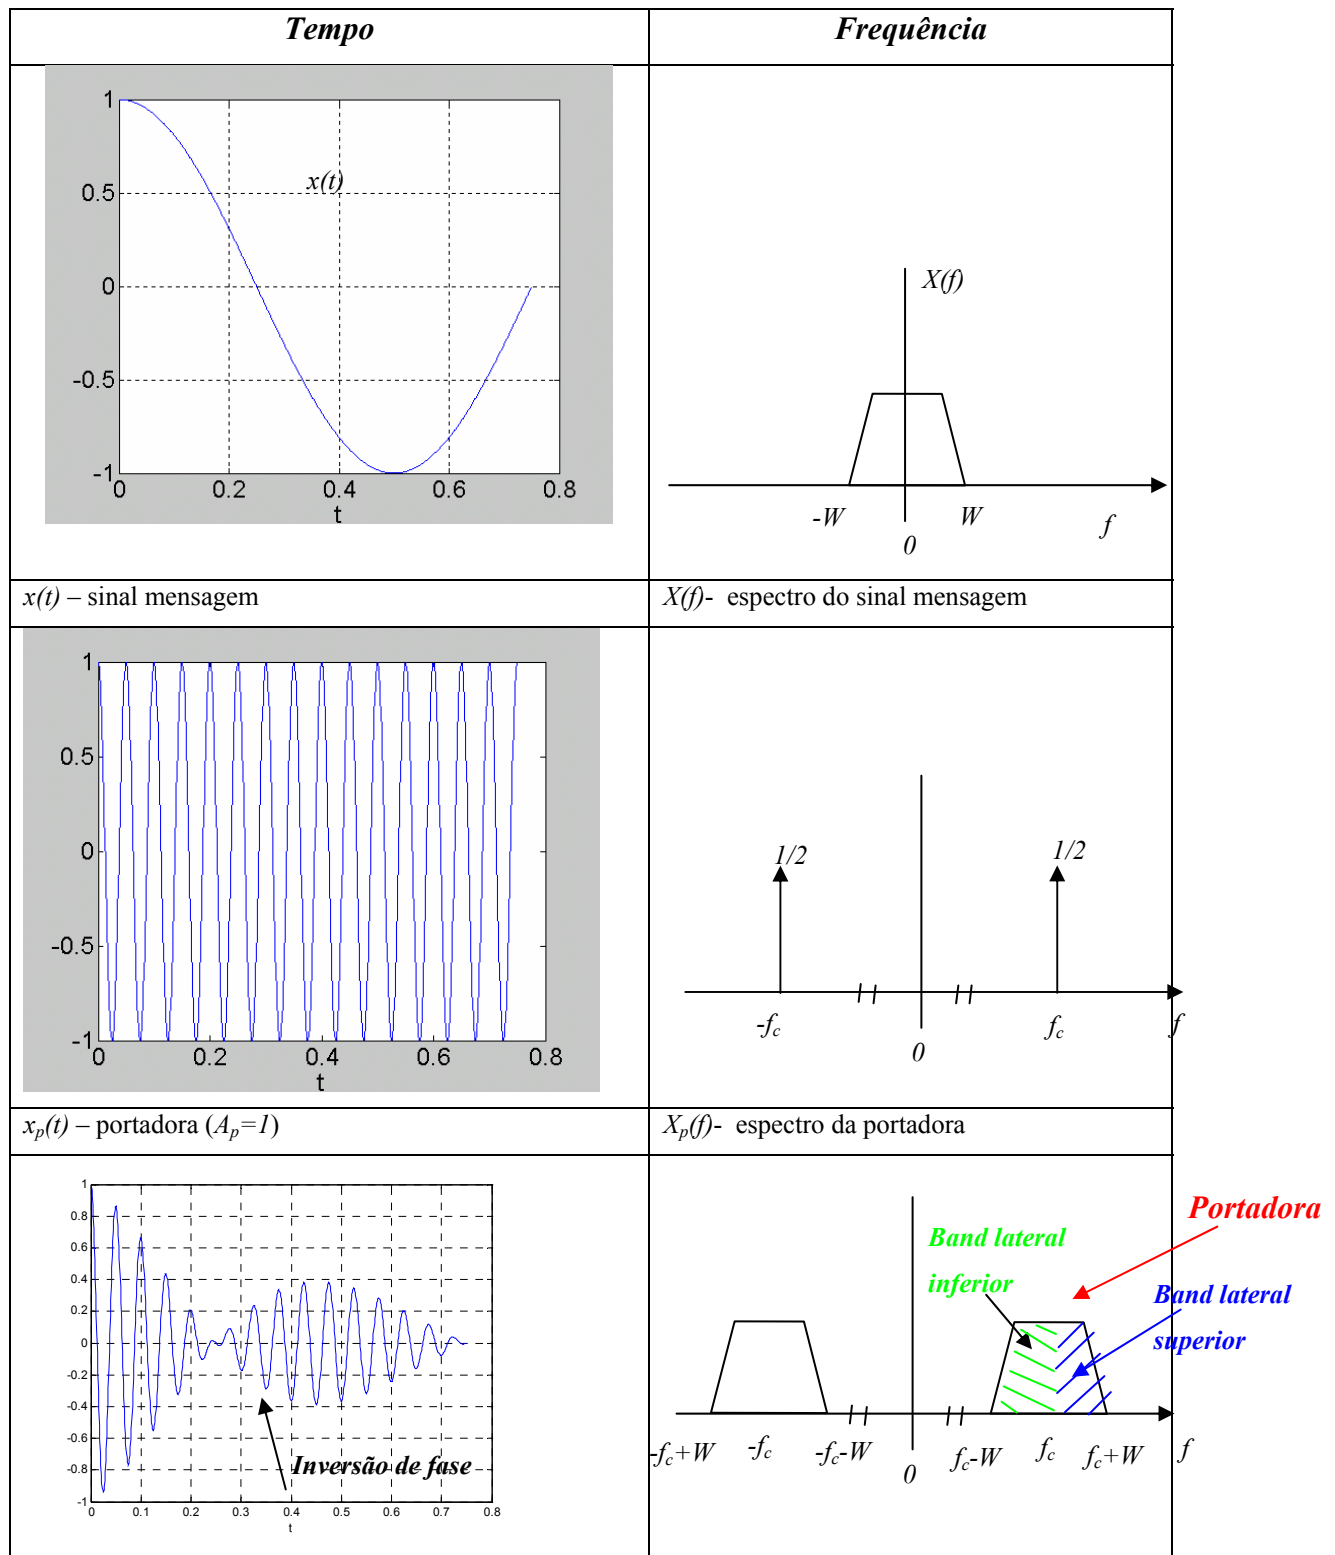 Tempo
Frequência
1
0.5
0
-0.5
-1
x(t)
0 0.2 0.4 0.6 0.8
t
X(f)
-W W f
0
x(t) – sinal mensagem
X(f)- espectro do sinal mensagem
1
0.5
0
-0.5
-1
0 0.2 0.4 0.6 0.8
t
1/2 1/2
-fc fc f
0
xp(t) – portadora (Ap=1)
Xp(f)- espectro da portadora
1
0.8
0.6
0.4
0.2
0
-0.2
-0.4
-0.6
-0.8
-1
Inversão de fase
0 0.1 0.2 0.3 0.4 0.5 0.6 0.7 0.8
t
Portadora
Band lateral
inferior
Band lateral
superior
-fc+W -fc -fc-W 0 fc-W fc fc+W f